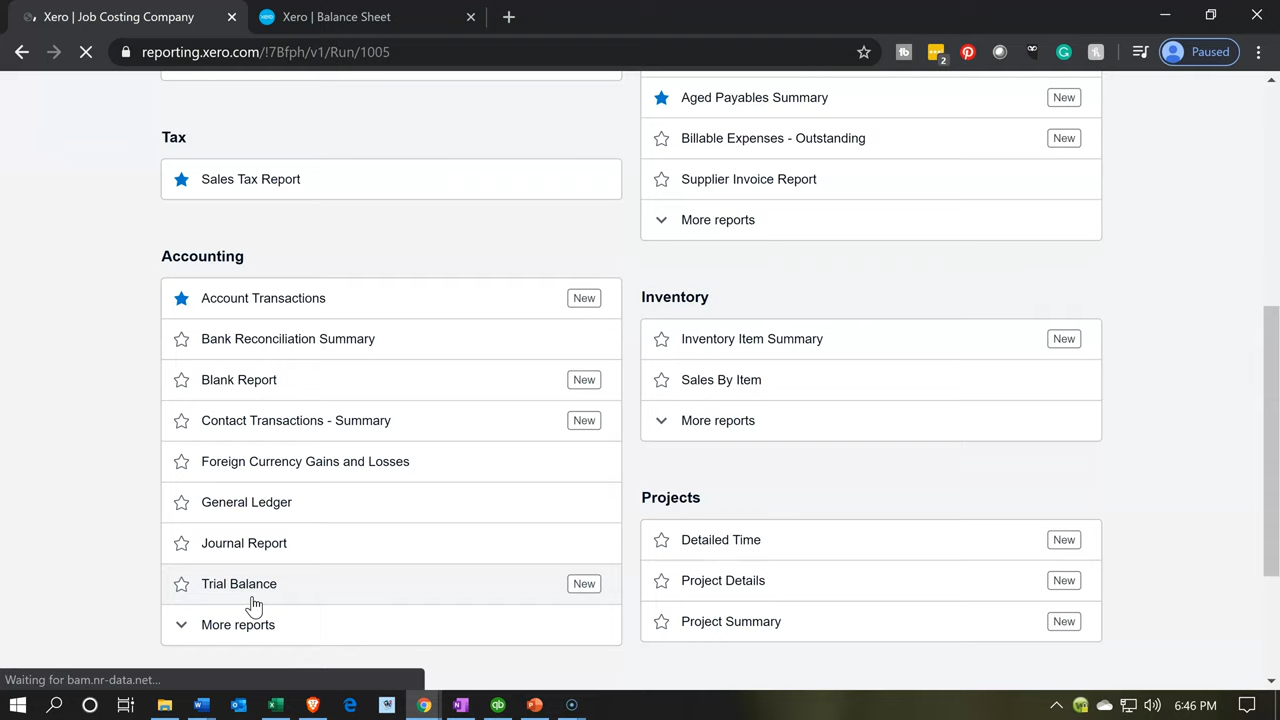 Xero | Job Costing Company
Xero | Balance Sheet
reporting.xero.com/!7Bfph/v1/Run/1005
2
Paused
Tax
Sales Tax Report
Accounting
Account Transactions New
Bank Reconciliation Summary
Blank Report New
Contact Transactions - Summary New
Foreign Currency Gains and Losses
General Ledger
Journal Report
Trial Balance New
More reports
Aged Payables Summary New
Billable Expenses - Outstanding New
Supplier Invoice Report
More reports
Inventory
Inventory Item Summary New
Sales By Item
More reports
Projects
Detailed Time New
Project Details New
Project Summary New
Waiting for bam.nr-data.net...
6:46 PM